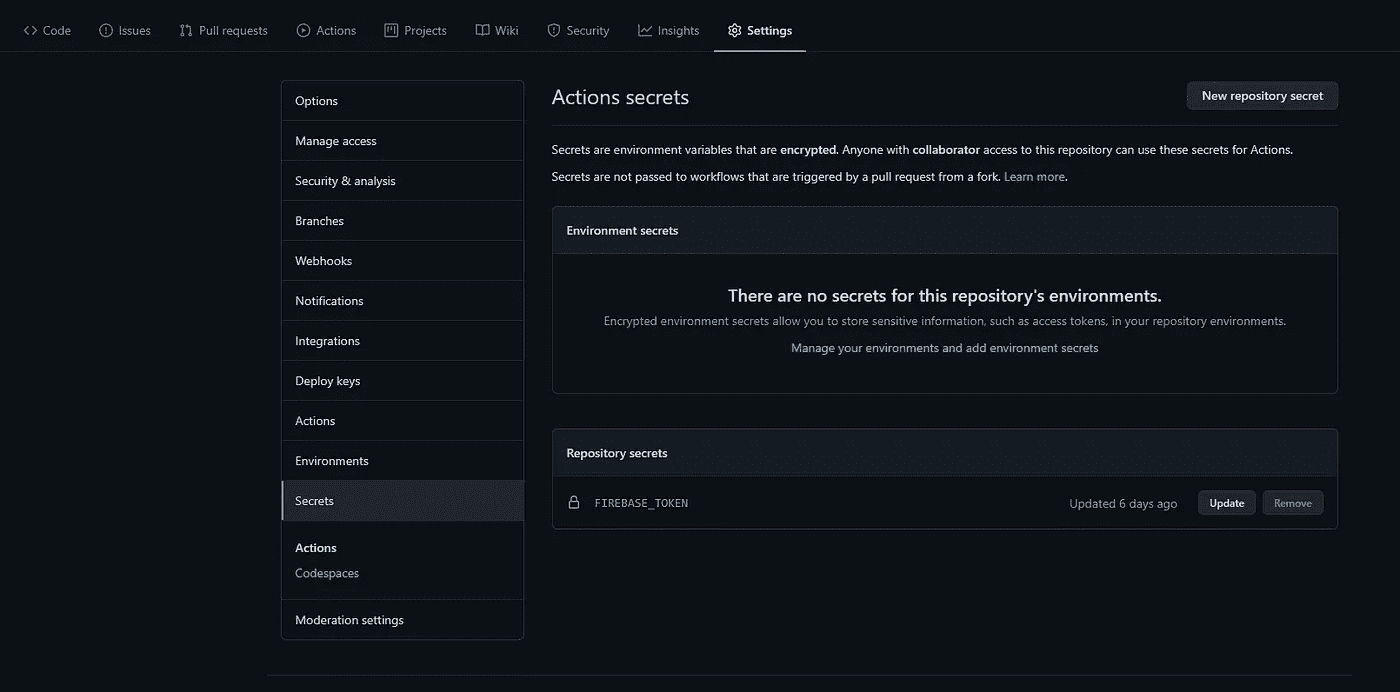 Code Issues Pull requests Actions Projects Wiki Security Insights Settings
Options
Manage access
Security & analysis
Branches
Webhooks
Notifications
Integrations
Deploy keys
Actions
Environments
Secrets
Actions
Codespaces
Moderation settings
Actions secrets
New repository secret
Secrets are environment variables that are encrypted. Anyone with collaborator access to this repository can use these secrets for Actions.
Secrets are not passed to workflows that are triggered by a pull request from a fork. Learn more.
Environment secrets
There are no secrets for this repository's environments.
Encrypted environment secrets allow you to store sensitive information, such as access tokens, in your repository environments.
Manage your environments and add environment secrets
Repository secrets
FIREBASE_TOKEN Updated 6 days ago Update Remove